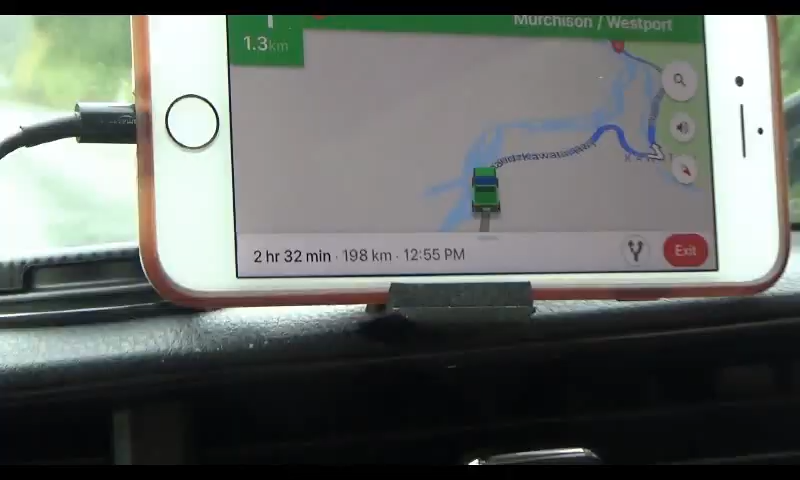 Murchison / Westport
1.3km
2 hr 32 min · 198 km · 12:55 PM
Exit